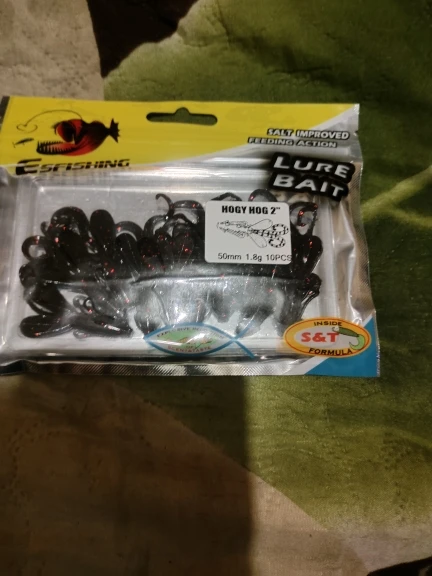 SALT IMPROVED
FEEDING ACTION
ESFISHING
LURE
BAIT
HOGY HOG 2"
50mm 1.8g 10PCS
INSIDE
S&T
FORMULA